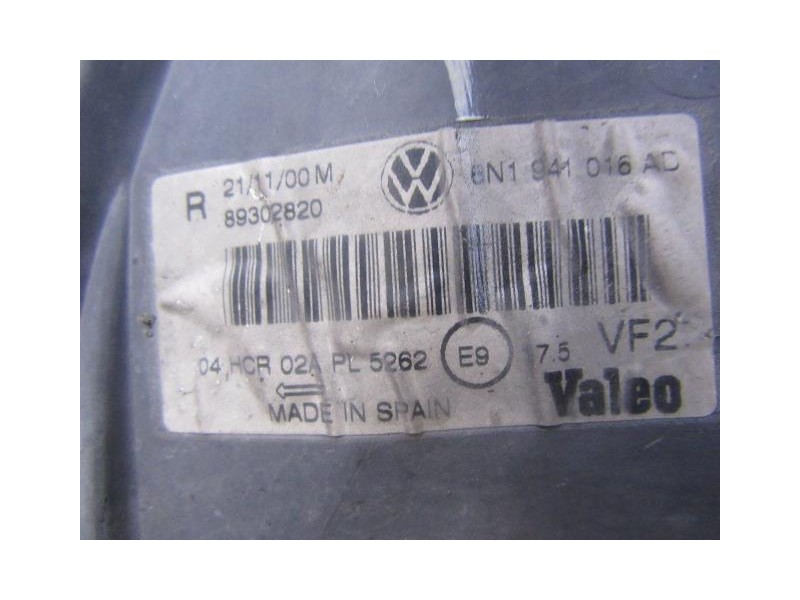 R 21/11/00 M 6N1 941 016 AD
89302820
04 HCR 02A PL 5262 E9 17.5 VF2
MADE IN SPAIN Valeo